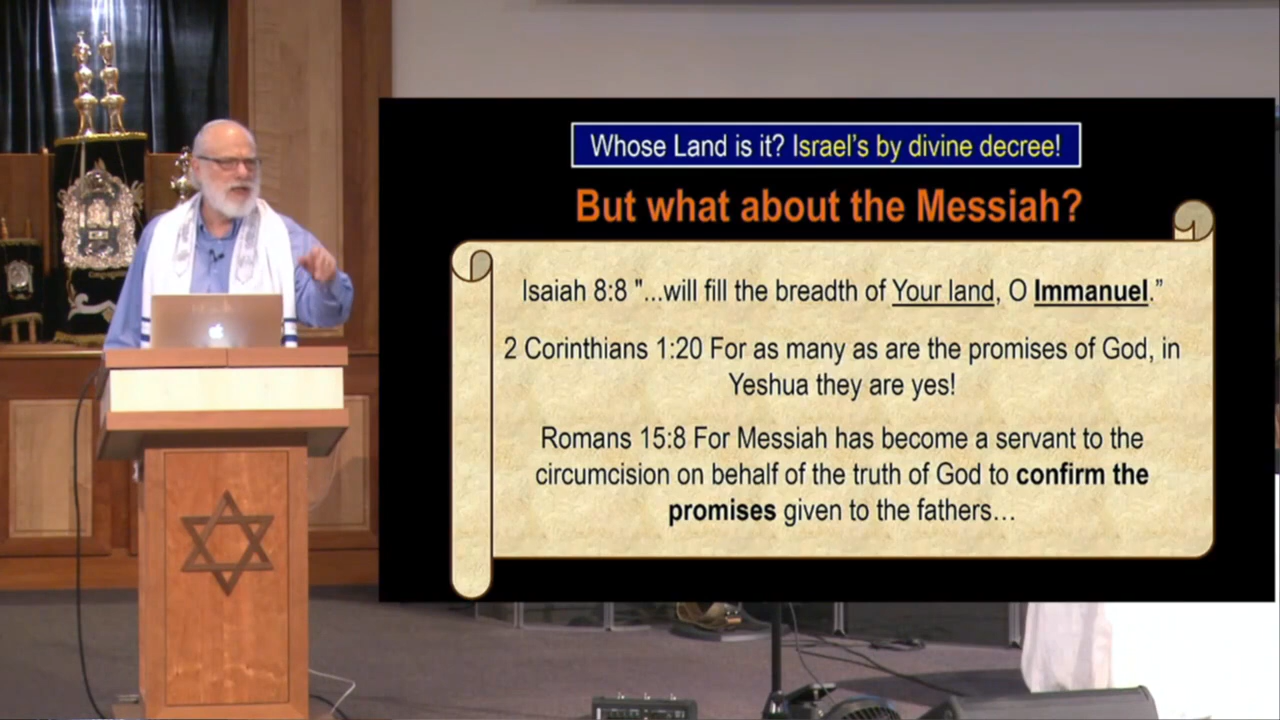 Whose Land is it? Israel's by divine decree!
But what about the Messiah?
Isaiah 8:8 "...will fill the breadth of Your land, O Immanuel.”
2 Corinthians 1:20 For as many as are the promises of God, in
Yeshua they are yes!
Romans 15:8 For Messiah has become a servant to the
circumcision on behalf of the truth of God to confirm the
promises given to the fathers…